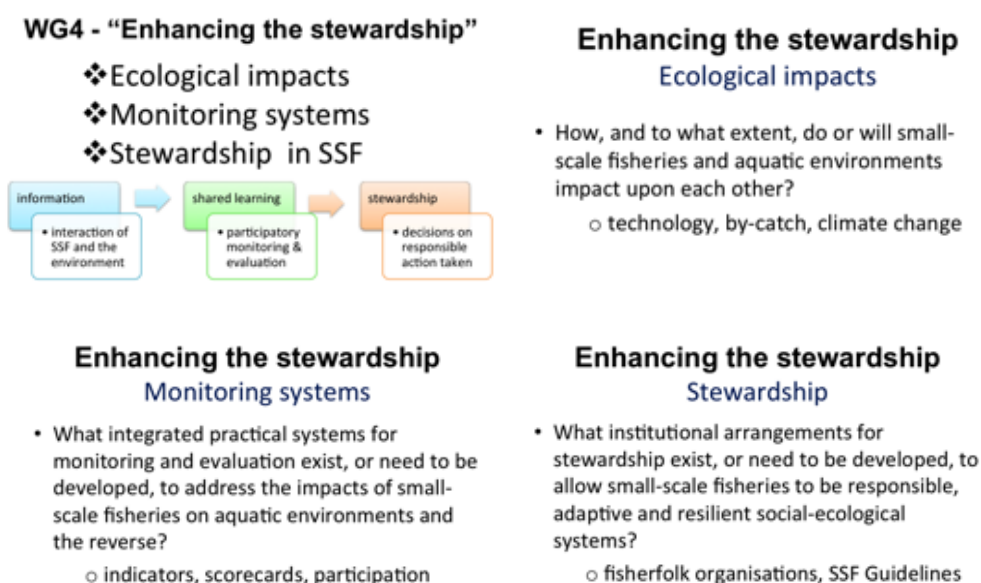 WG4 - “Enhancing the stewardship”
❖Ecological impacts
❖Monitoring systems
❖Stewardship in SSF
information
• interaction of
SSF and the
environment
shared learning
• participatory
monitoring &
evaluation
stewardship
• decisions on
responsible
action taken
Enhancing the stewardship
Ecological impacts
• How, and to what extent, do or will small-
scale fisheries and aquatic environments
impact upon each other?
o technology, by-catch, climate change
Enhancing the stewardship
Monitoring systems
• What integrated practical systems for
monitoring and evaluation exist, or need to be
developed, to address the impacts of small-
scale fisheries on aquatic environments and
the reverse?
o indicators, scorecards, participation
Enhancing the stewardship
Stewardship
• What institutional arrangements for
stewardship exist, or need to be developed, to
allow small-scale fisheries to be responsible,
adaptive and resilient social-ecological
systems?
o fisherfolk organisations, SSF Guidelines